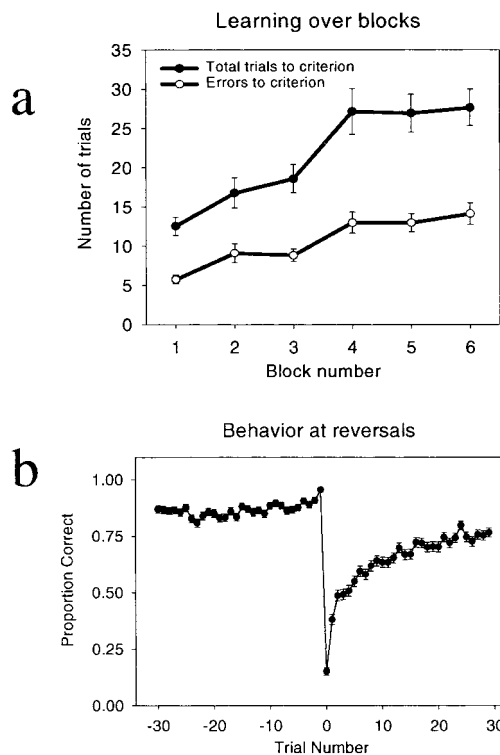 Learning over blocks
a
35
30
25
20
15
10
5
0
Total trials to criterion
Errors to criterion
Number of trials
1 2 3 4 5 6
Block number
Behavior at reversals
b
1.00
0.75
0.50
0.25
0.00
Proportion Correct
-30 -20 -10 0 10 20 30
Trial Number